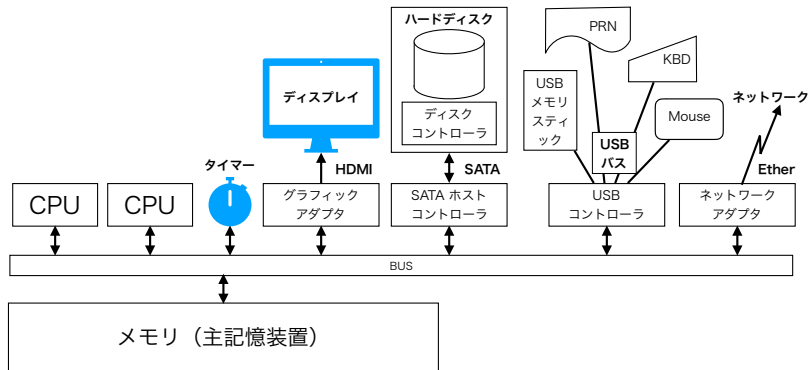 ハードディスク
PRN
KBD
ディスプレイ
USB
メモリ
スティ
ック
ディスク
コントローラ
ネットワーク
Mouse
USB
バス
タイマー
HDMI
SATA
Ether
CPU
CPU
グラフィック
アダプタ
SATA ホスト
コントローラ
USB
コントローラ
ネットワーク
アダプタ
BUS
メモリ（主記憶装置）